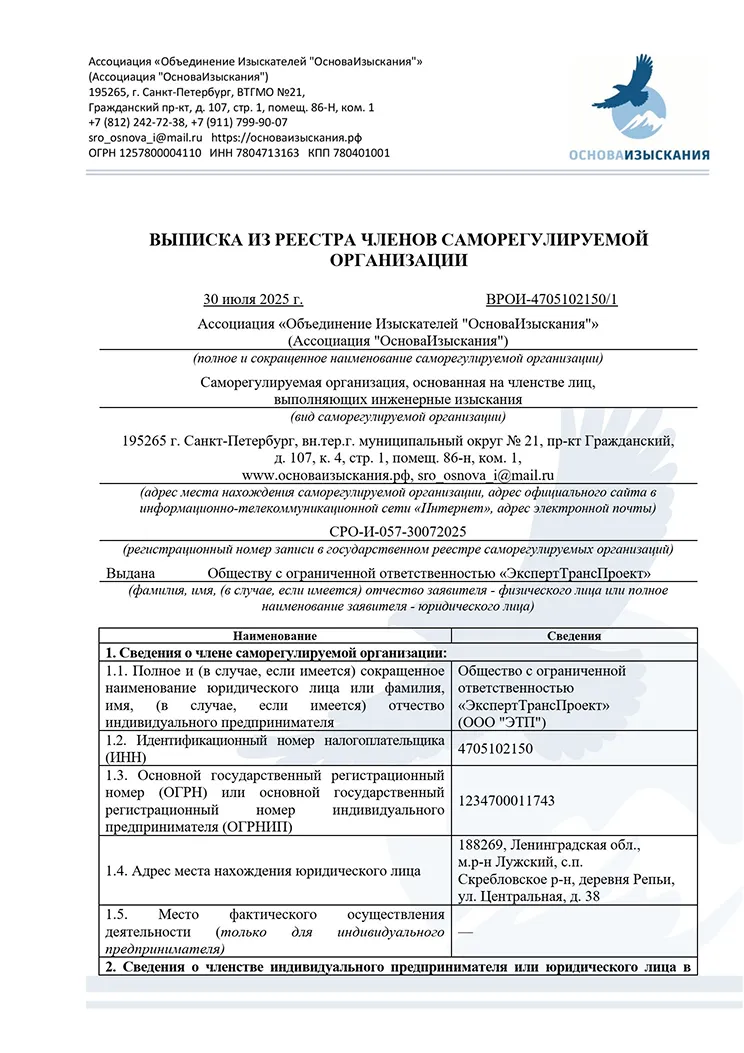 Ассоциация «Объединение Изыскателей "ОсноваИзыскания"»
(Ассоциация "ОсноваИзыскания")
195265, г. Санкт-Петербург, ВТГМО №21,
Гражданский пр-кт, д. 107, стр. 1, помещ. 86-Н, ком. 1
+7 (812) 242-72-38, +7 (911) 799-90-07
sro_osnova_i@mail.ru https://основаизыскания.рф
ОГРН 1257800004110 ИНН 7804713163 КПП 780401001
ОСНОВАИЗЫСКАНИЯ
ВЫПИСКА ИЗ РЕЕСТРА ЧЛЕНОВ САМОРЕГУЛИРУЕМОЙ
ОРГАНИЗАЦИИ
30 июля 2025 г. ВРОИ-4705102150/1
Ассоциация «Объединение Изыскателей "ОсноваИзыскания"»
(Ассоциация "ОсноваИзыскания")
(полное и сокращенное наименование саморегулируемой организации)
Саморегулируемая организация, основанная на членстве лиц,
выполняющих инженерные изыскания
(вид саморегулируемой организации)
195265 г. Санкт-Петербург, вн.тер.г. муниципальный округ № 21, пр-кт Гражданский,
д. 107, к. 4, стр. 1, помещ. 86-н, ком. 1,
www.основаизыскания.рф, sro_osnova_i@mail.ru
(адрес места нахождения саморегулируемой организации, адрес официального сайта в
информационно-телекоммуникационной сети «Интернет», адрес электронной почты)
СРО-И-057-30072025
(регистрационный номер записи в государственном реестре саморегулируемых организаций)
Выдана Обществу с ограниченной ответственностью «ЭкспертТрансПроект»
(фамилия, имя, (в случае, если имеется) отчество заявителя - физического лица или полное
наименование заявителя - юридического лица)
Наименование Сведения
1. Сведения о члене саморегулируемой организации:
1.1. Полное и (в случае, если имеется) сокращенное
наименование юридического лица или фамилия,
имя, (в случае, если имеется) отчество
индивидуального предпринимателя
Общество с ограниченной
ответственностью
«ЭкспертТрансПроект»
(ООО "ЭТП")
1.2. Идентификационный номер налогоплательщика
(ИНН)
4705102150
1.3. Основной государственный регистрационный
номер (ОГРН) или основной государственный
регистрационный номер индивидуального
предпринимателя (ОГРНИП)
1234700011743
1.4. Адрес места нахождения юридического лица
188269, Ленинградская обл.,
м.р-н Лужский, с.п.
Скребловское р-н, деревня Репьи,
ул. Центральная, д. 38
1.5. Место фактического осуществления
деятельности (только для индивидуального
предпринимателя)
—
2. Сведения о членстве индивидуального предпринимателя или юридического лица в